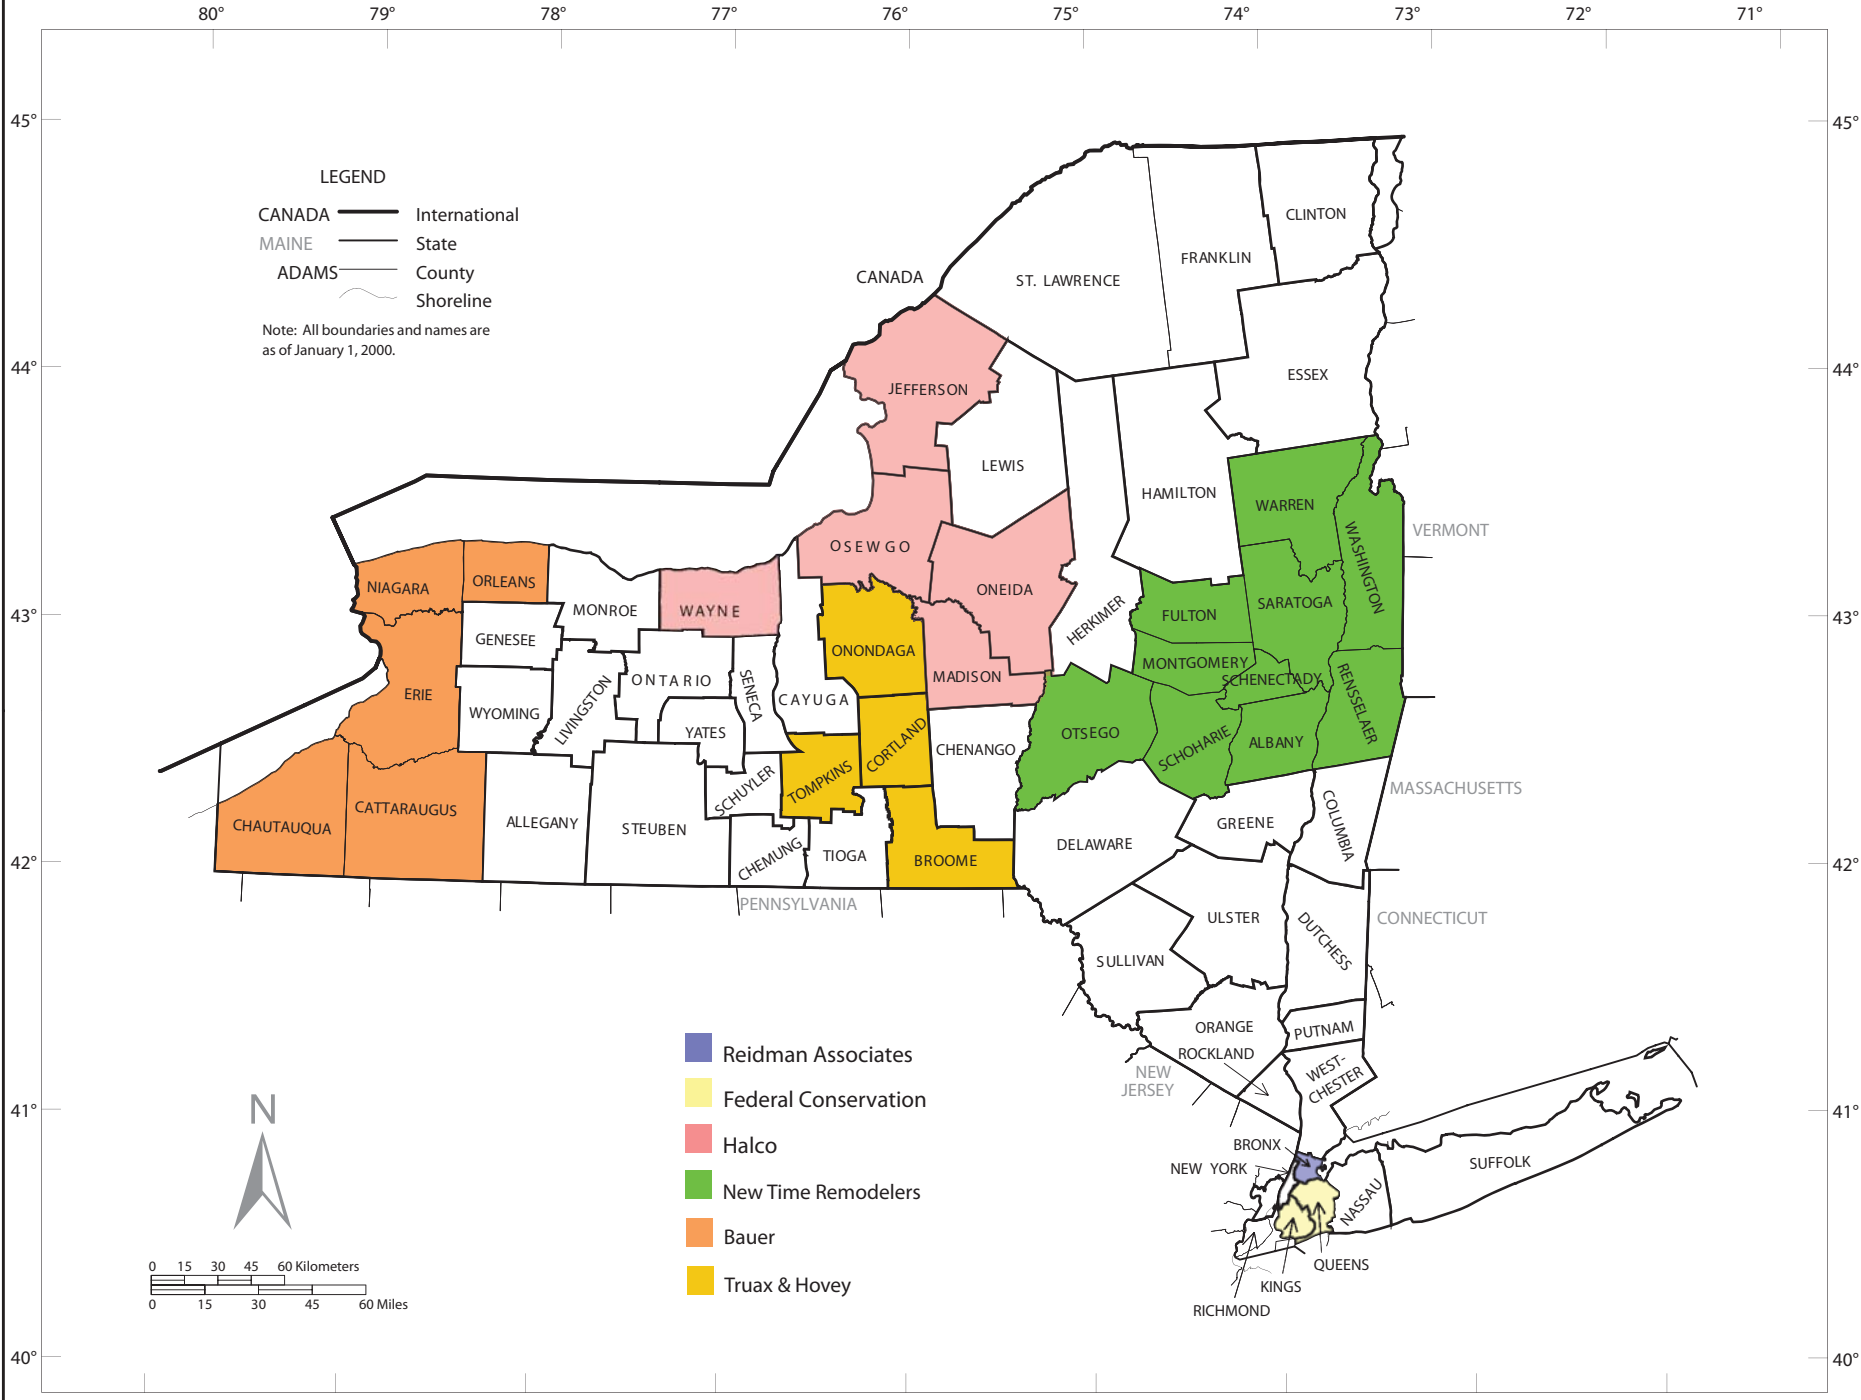 80° 79° 78° 77° 76° 75° 74° 73° 72° 71°
45° 45°
LEGEND
CANADA International
MAINE State
ADAMS County
Shoreline
Note: All boundaries and names are
as of January 1, 2000.
CANADA
CLINTON
FRANKLIN
ST. LAWRENCE
44° 44°
ESSEX
JEFFERSON
LEWIS
HAMILTON
WARREN
VERMONT
WASHINGTON
OSEWGO
NIAGARA
ORLEANS
ONEIDA
43° 43°
MONROE
WAYNE
SARATOGA
FULTON
HERKIMER
GENESEE
ONONDAGA
MONTGOMERY
MADISON
SCHENECTADY
ONTARIO
ERIE
SENECA
CAYUGA
RENSSELAER
WYOMING
LIVINGSTON
YATES
OTSEGO
ALBANY
SCHOHARIE
CORTLAND
CHENANGO
TOMPKINS
SCHUYLER
MASSACHUSETTS
CATTARAUGUS
CHAUTAUQUA
ALLEGANY
STEUBEN
GREENE
COLUMBIA
DELAWARE
42° 42°
CHEMUNG
TIOGA
BROOME
PENNSYLVANIA
ULSTER
CONNECTICUT
DUTCHESS
SULLIVAN
ORANGE
PUTNAM
ROCKLAND
WEST-
CHESTER
NEW
JERSEY
Reidman Associates
Federal Conservation
Halco
New Time Remodelers
Bauer
Truax & Hovey
N
41° 41°
BRONX
NEW YORK
SUFFOLK
NASSAU
QUEENS
KINGS
RICHMOND
0 15 30 45 60 Kilometers
0 15 30 45 60 Miles
40° 40°